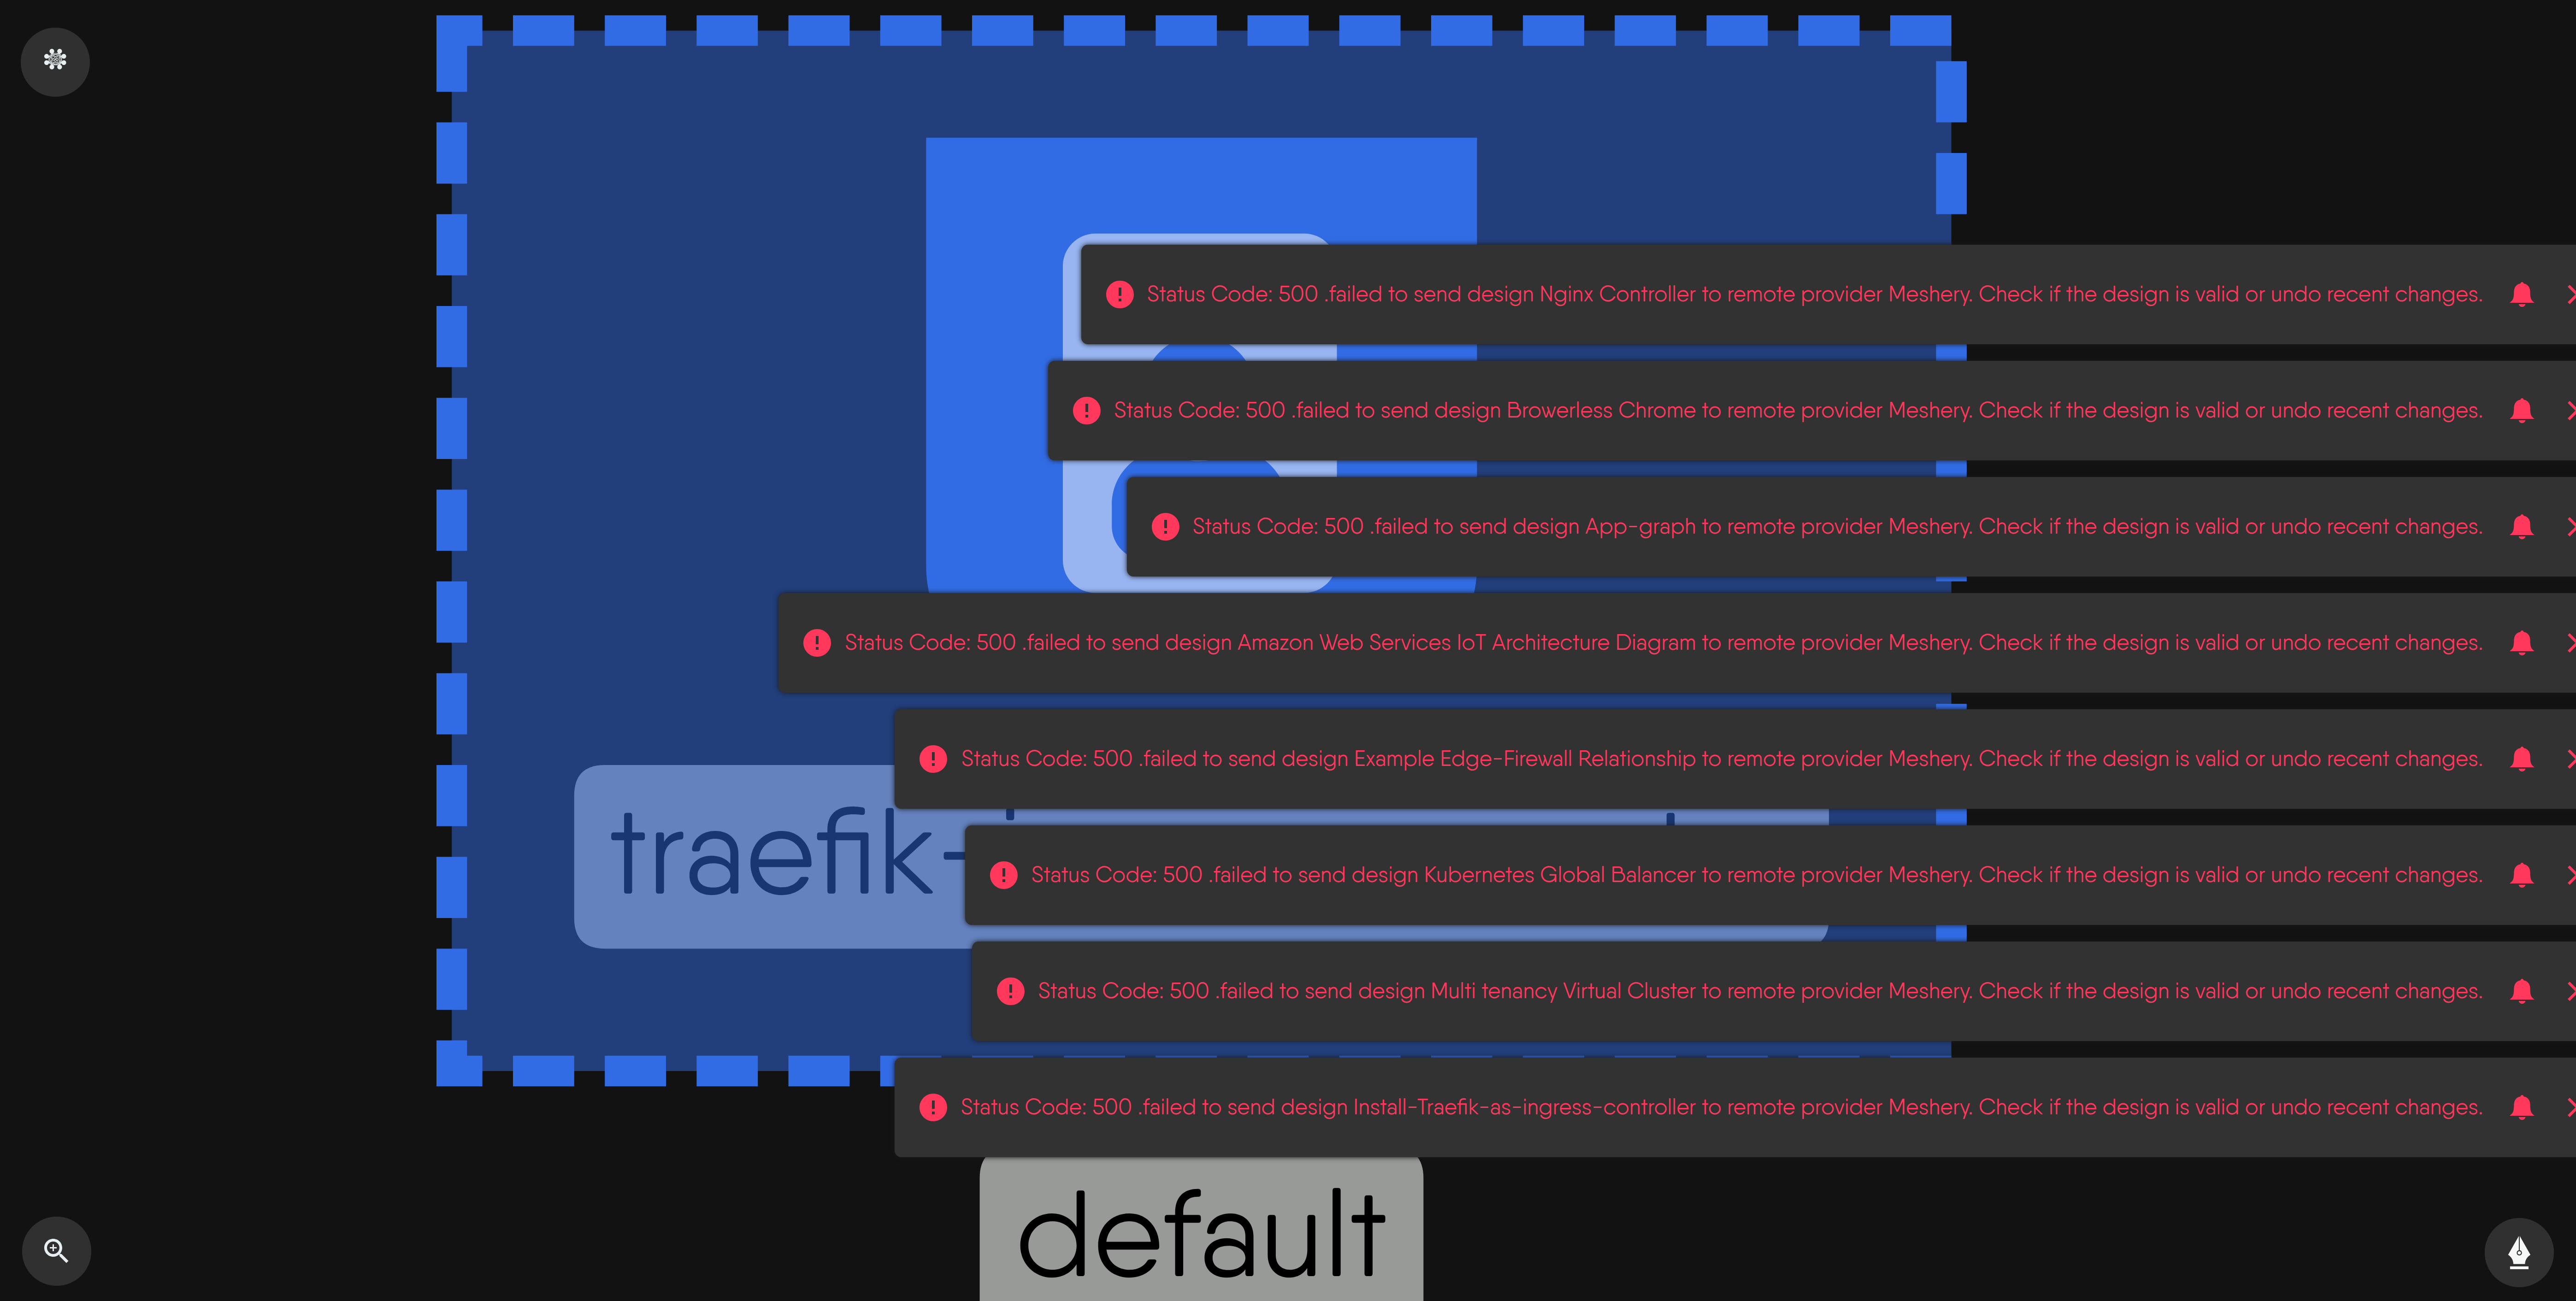 Status Code: 500 .failed to send design Nginx Controller to remote provider Meshery. Check if the design is valid or undo recent changes.
Status Code: 500 .failed to send design Browerless Chrome to remote provider Meshery. Check if the design is valid or undo recent changes.
Status Code: 500 .failed to send design App-graph to remote provider Meshery. Check if the design is valid or undo recent changes.
Status Code: 500 .failed to send design Amazon Web Services IoT Architecture Diagram to remote provider Meshery. Check if the design is valid or undo recent changes.
Status Code: 500 .failed to send design Example Edge-Firewall Relationship to remote provider Meshery. Check if the design is valid or undo recent changes.
traefik-
Status Code: 500 .failed to send design Kubernetes Global Balancer to remote provider Meshery. Check if the design is valid or undo recent changes.
Status Code: 500 .failed to send design Multi tenancy Virtual Cluster to remote provider Meshery. Check if the design is valid or undo recent changes.
Status Code: 500 .failed to send design Install-Traefik-as-ingress-controller to remote provider Meshery. Check if the design is valid or undo recent changes.
default